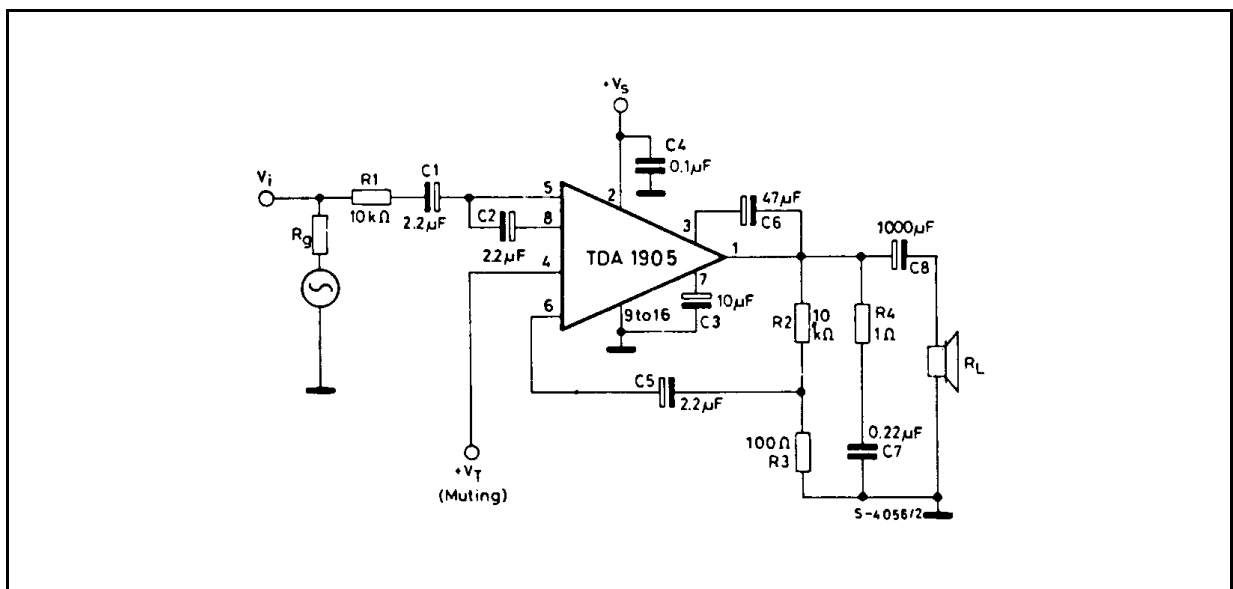 +Vs
C4
0.1µF
Vi
R1
10kΩ
C1
2.2µF
Rg
C2
2.2µF
5
8
4
6
2
TDA 1905
3
1
7
9 to 16
47µF
C6
10µF
C3
1000µF
C8
R2
10
kΩ
R4
1Ω
RL
C5
2.2µF
100Ω
R3
0.22µF
C7
+VT
(Muting)
S-4056/2